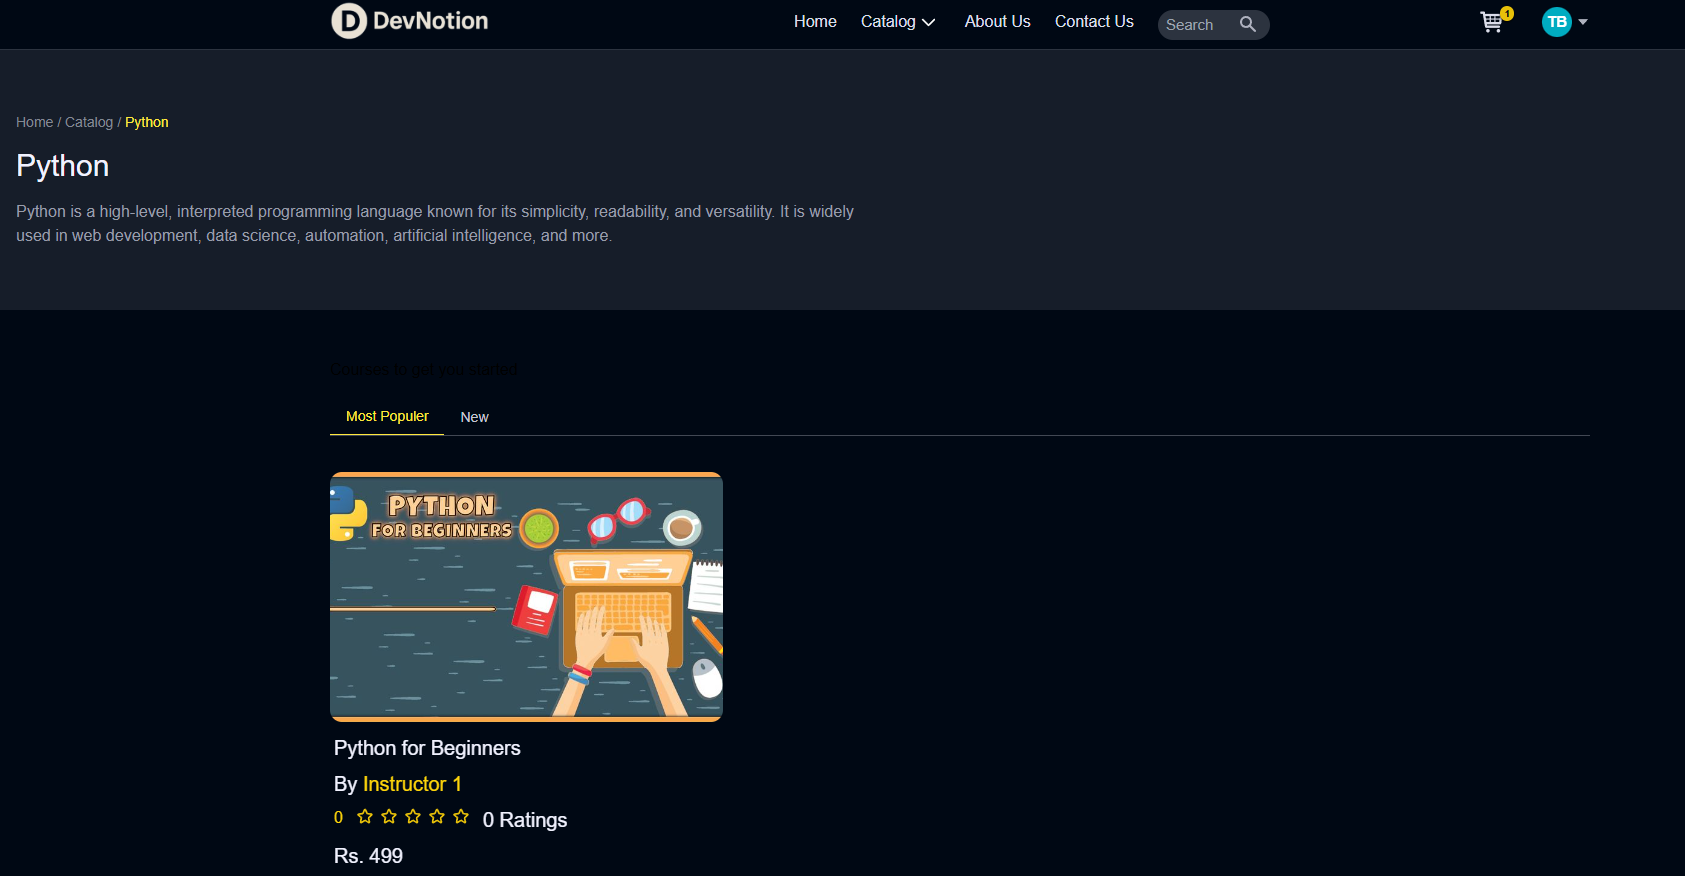 D DevNotion
Home Catalog About Us Contact Us Search 1 TB
Home / Catalog / Python
Python
Python is a high-level, interpreted programming language known for its simplicity, readability, and versatility. It is widely
used in web development, data science, automation, artificial intelligence, and more.
Courses to get you started
Most Populer New
PYTHON
FOR BEGINNERS
Python for Beginners
By Instructor 1
0 0 Ratings
Rs. 499